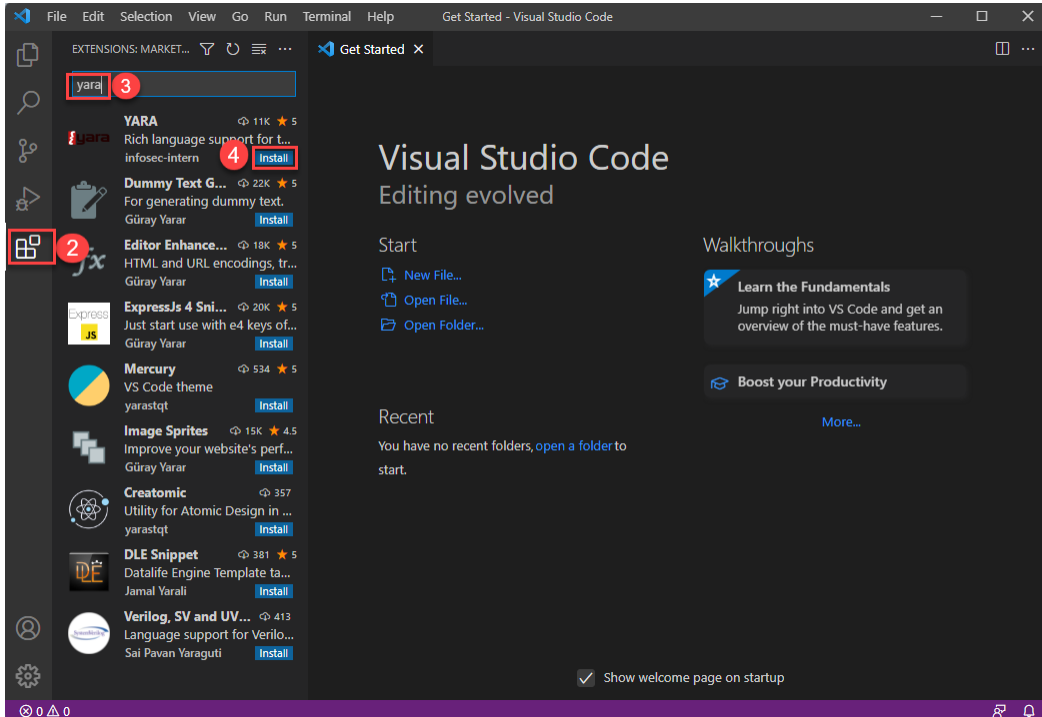 File Edit Selection View Go Run Terminal Help Get Started - Visual Studio Code
EXTENSIONS: MARKET... ...
Get Started
yara
3
YARA 11K 5
Rich language support for t...
infosec-intern 4 Install
Dummy Text G... 22K 5
For generating dummy text.
Güray Yarar Install
2
Editor Enhance... 18K 5
HTML and URL encodings, tr...
Güray Yarar Install
ExpressJs 4 Sni... 20K 5
Just start use with e4 keys of...
Güray Yarar Install
Mercury 534 5
VS Code theme
yarastqt Install
Image Sprites 15K 4.5
Improve your website's perf...
Güray Yarar Install
Creatomic 357
Utility for Atomic Design in ...
yarastqt Install
DLE Snippet 381 5
Datalife Engine Template ta...
Jamal Yarali Install
Verilog, SV and UV... 413
Language support for Verilo...
Sai Pavan Yaraguti Install
yara
fx
Express
JS
DLE
Visual Studio Code
Editing evolved
Start
New File...
Open File...
Open Folder...
Recent
You have no recent folders, open a folder to
start.
Walkthroughs
Learn the Fundamentals
Jump right into VS Code and get an
overview of the must-have features.
Boost your Productivity
More...
Show welcome page on startup
0 0